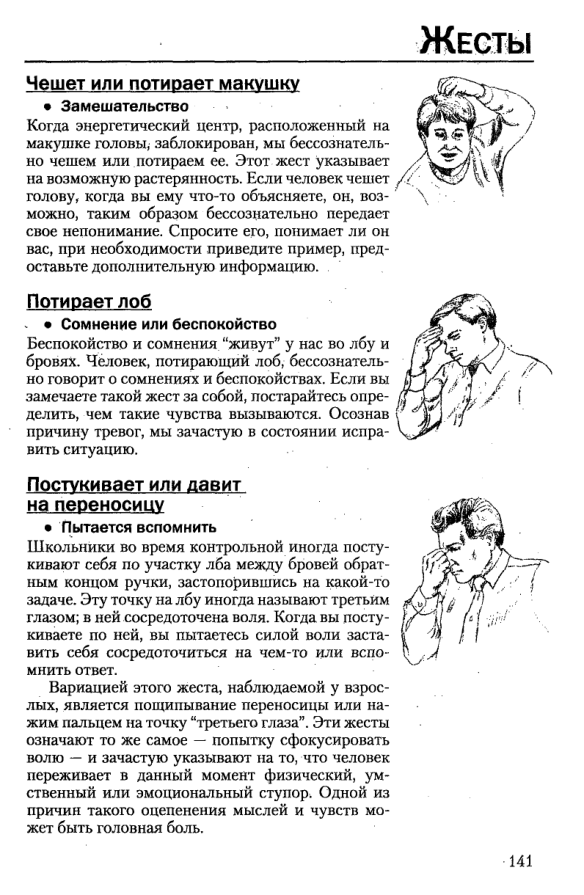 Жесты
Чешет или потирает макушку
• Замешательство
Когда энергетический центр, расположенный на
макушке головы, заблокирован, мы бессознатель-
но чешем или потираем ее. Этот жест указывает
на возможную растерянность. Если человек чешет
голову, когда вы ему что-то объясняете, он, воз-
можно, таким образом бессознательно передает
свое непонимание. Спросите его, понимает ли он
вас, при необходимости приведите пример, пред-
оставьте дополнительную информацию.
Потирает лоб
• Сомнение или беспокойство
Беспокойство и сомнения “живут” у нас во лбу и
бровях. Человек, потирающий лоб, бессознатель-
но говорит о сомнениях и беспокойствах. Если вы
замечаете такой жест за собой, постарайтесь опре-
делить, чем такие чувства вызываются. Осознав
причину тревог, мы зачастую в состоянии испра-
вить ситуацию.
Постукивает или давит
на переносицу
• Пытается вспомнить
Школьники во время контрольной иногда посту-
кивают себя по участку лба между бровей обрат-
ным концом ручки, застопорившись на какой-то
задаче. Эту точку на лбу иногда называют третьим
глазом; в ней сосредоточена воля. Когда вы посту-
киваете по ней, вы пытаетесь силой воли заста-
вить себя сосредоточиться на чем-то или вспо-
мнить ответ.
Вариацией этого жеста, наблюдаемой у взрос-
лых, является пощипывание переносицы или на-
жим пальцем на точку “третьего глаза”. Эти жесты
означают то же самое — попытку сфокусировать
волю — и зачастую указывают на то, что человек
переживает в данный момент физический, ум-
ственный или эмоциональный ступор. Одной из
причин такого оцепенения мыслей и чувств мо-
жет быть головная боль.
141